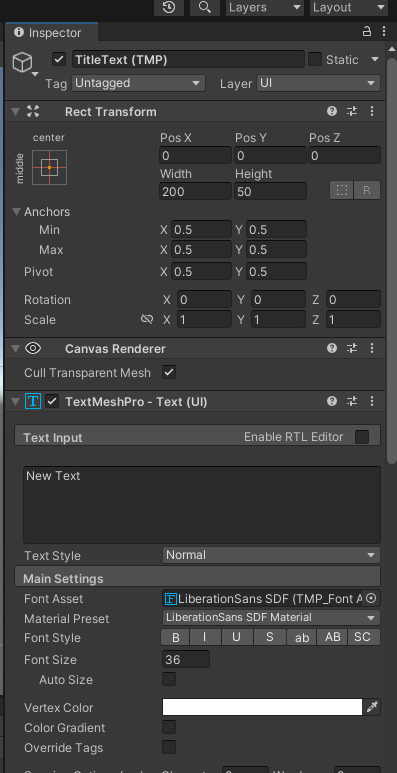 Layers Layout
Inspector
TitleText (TMP) Static
Tag Untagged Layer UI
Rect Transform
center Pos X Pos Y Pos Z
middle 0 0 0
Width Height
200 50 R
Anchors
Min X 0.5 Y 0.5
Max X 0.5 Y 0.5
Pivot X 0.5 Y 0.5
Rotation X 0 Y 0 Z 0
Scale X 1 Y 1 Z 1
Canvas Renderer
Cull Transparent Mesh
T TextMeshPro - Text (UI)
Text Input Enable RTL Editor
New Text
Text Style Normal
Main Settings
Font Asset F LiberationSans SDF (TMP_Font A
Material Preset LiberationSans SDF Material
Font Style B I U S ab AB SC
Font Size 36
Auto Size
Vertex Color
Color Gradient
Override Tags